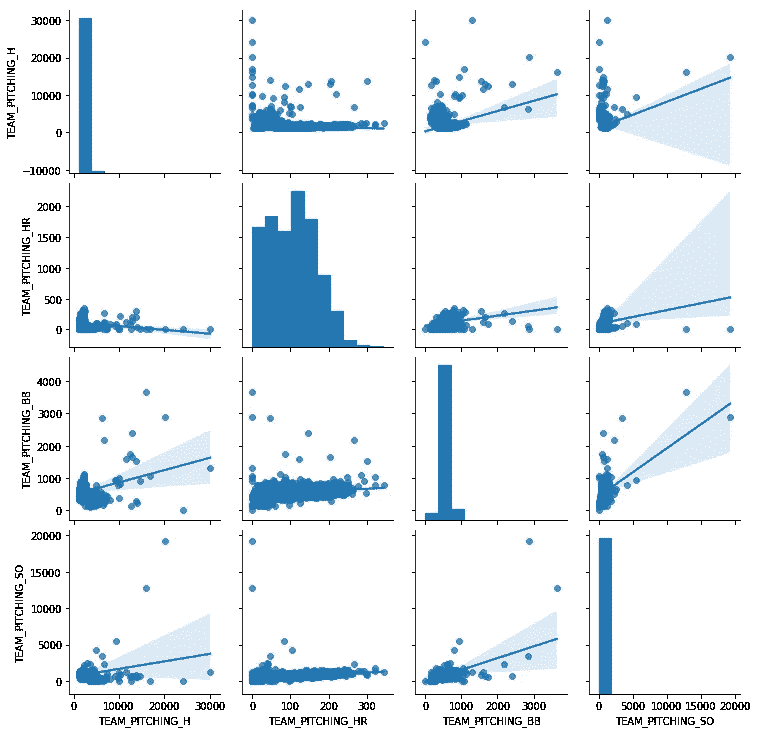 TEAM_PITCHING_H
30000
20000
10000
0
−10000
TEAM_PITCHING_HR
2000
1500
1000
500
0
TEAM_PITCHING_BB
4000
3000
2000
1000
0
TEAM_PITCHING_SO
20000
15000
10000
5000
0
0 10000 20000 30000
0 100 200 300
0 1000 2000 3000
0 5000 10000 15000 20000
TEAM_PITCHING_H
TEAM_PITCHING_HR
TEAM_PITCHING_BB
TEAM_PITCHING_SO